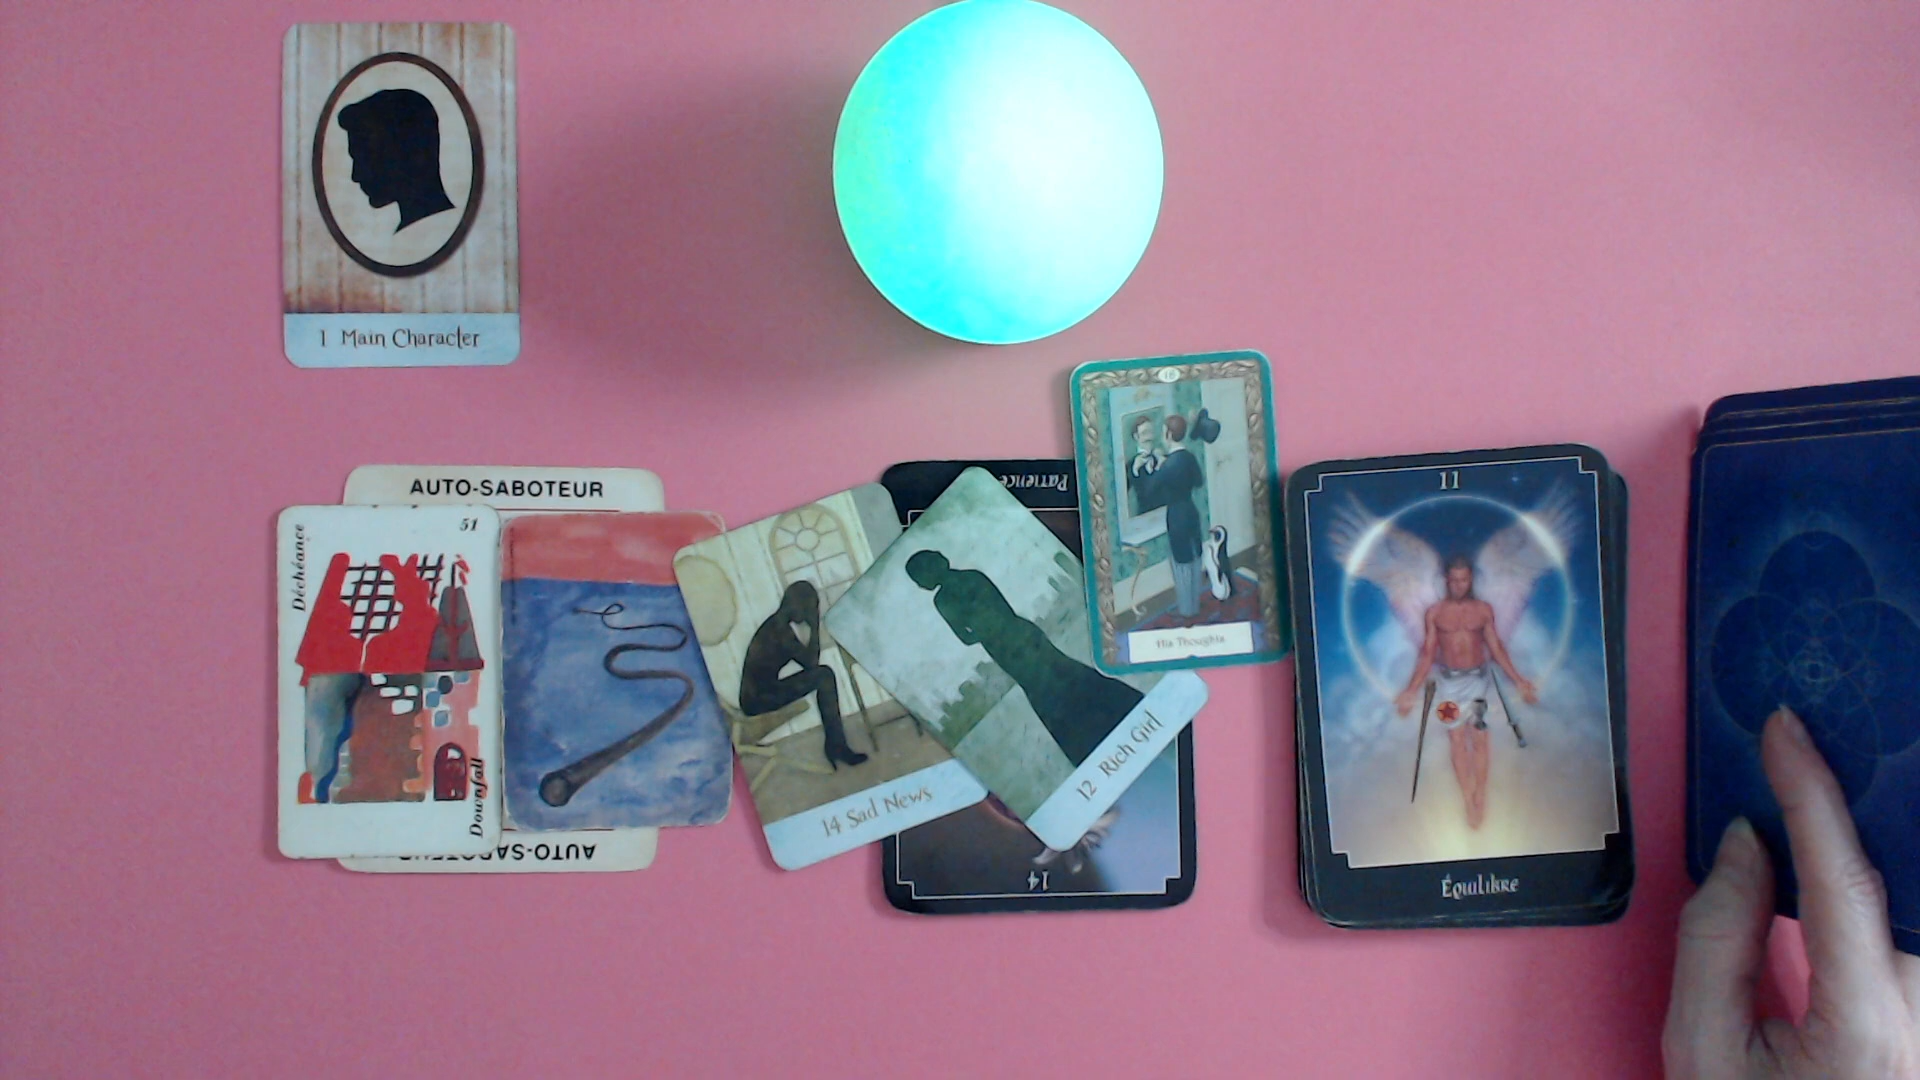 1 Main Character
AUTO-SABOTEUR
Déchéance
51
Downfall
AUTO-SABOTEUR
14 Sad News
Patience
12 Rich Girl
14
16
His Thoughts
11
Équilibre